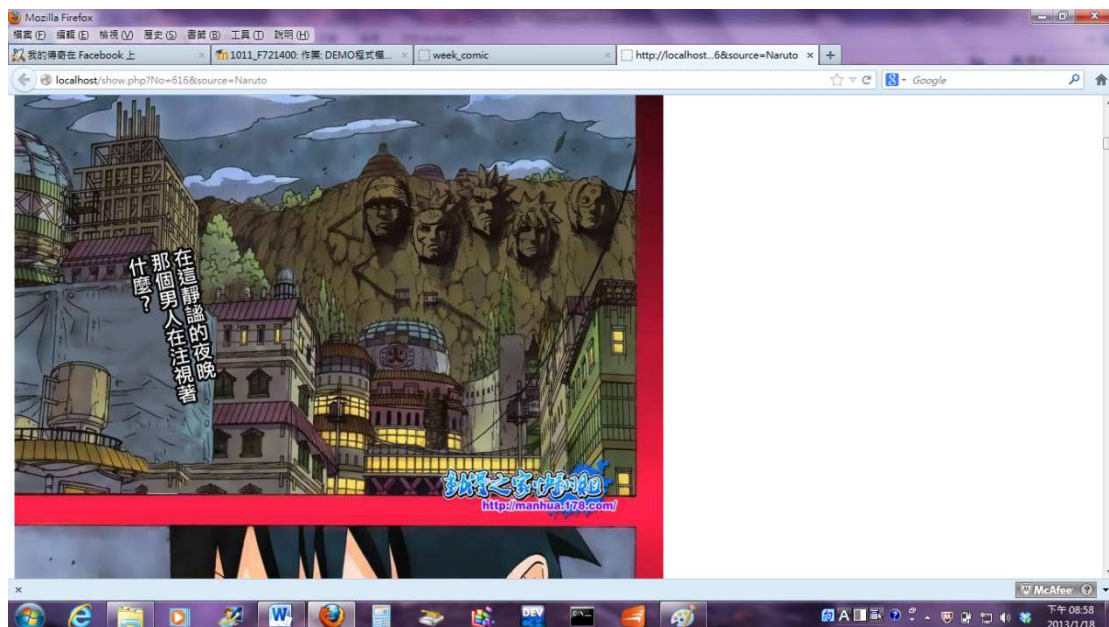 Mozilla Firefox
檔案(F) 編輯(E) 檢視(V) 歷史(S) 書籤(B) 工具(T) 說明(H)
我的傳奇在 Facebook 上
1011_F721400: 作業: DEMO程式檔...
week_comic
http://localhost...6&source=Naruto
localhost/show.php?No=616&source=Naruto
Google
在這靜謐的夜晚
那個男人在注視著
什麼?
http://manhua.178.com/
McAfee
DEV
下午 08:58
2013/1/18